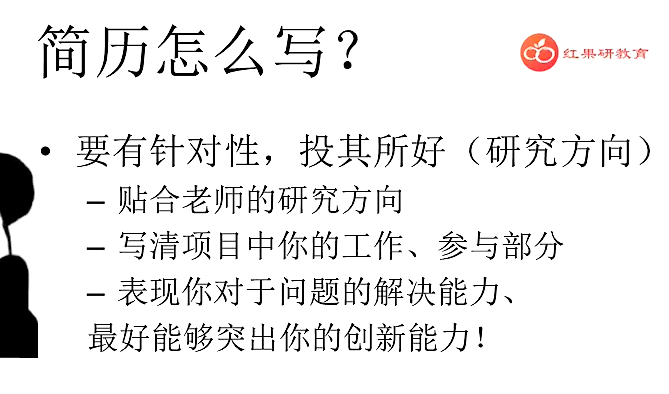 简历怎么写？
红果研教育
• 要有针对性，投其所好（研究方向）
– 贴合老师的研究方向
– 写清项目中你的工作、参与部分
– 表现你对于问题的解决能力、
最好能够突出你的创新能力！